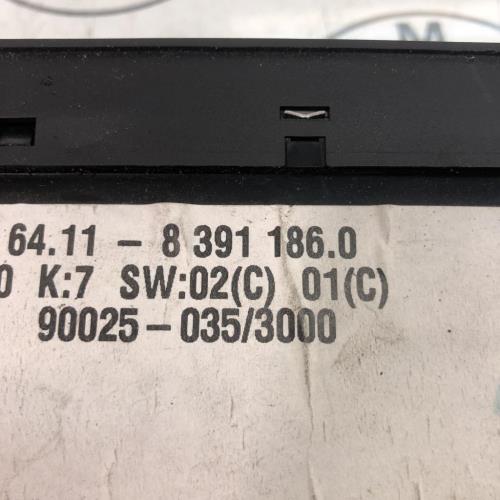 M
64.11 - 8 391 186.0
0 K:7 SW:02(C) 01(C)
90025-035/3000